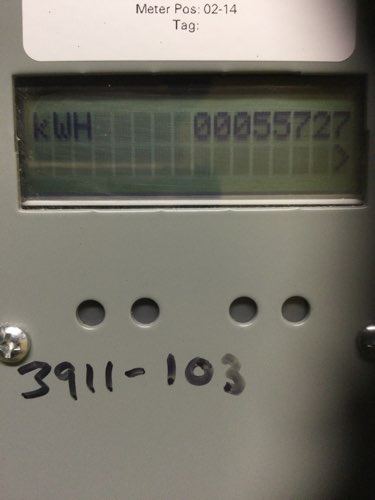 Meter Pos: 02-14
Tag:
kWH 00055727
>
3911-103